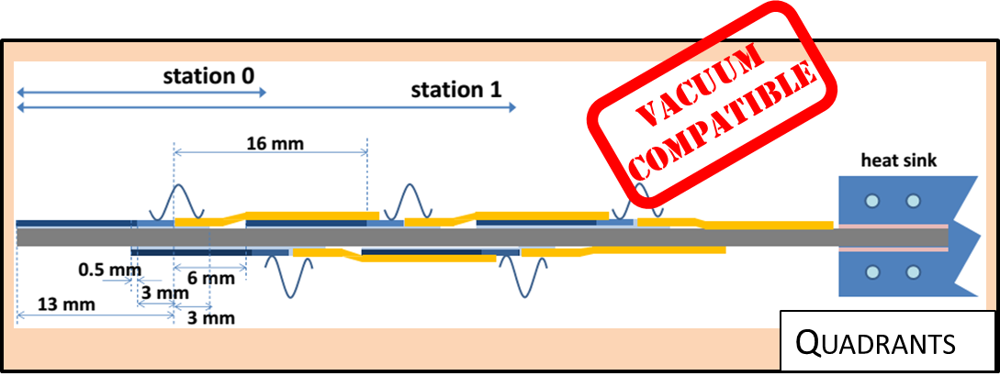 station 0
station 1
16 mm
VACUUM
COMPATIBLE
heat sink
0.5 mm
6 mm
3 mm
13 mm
3 mm
QUADRANTS